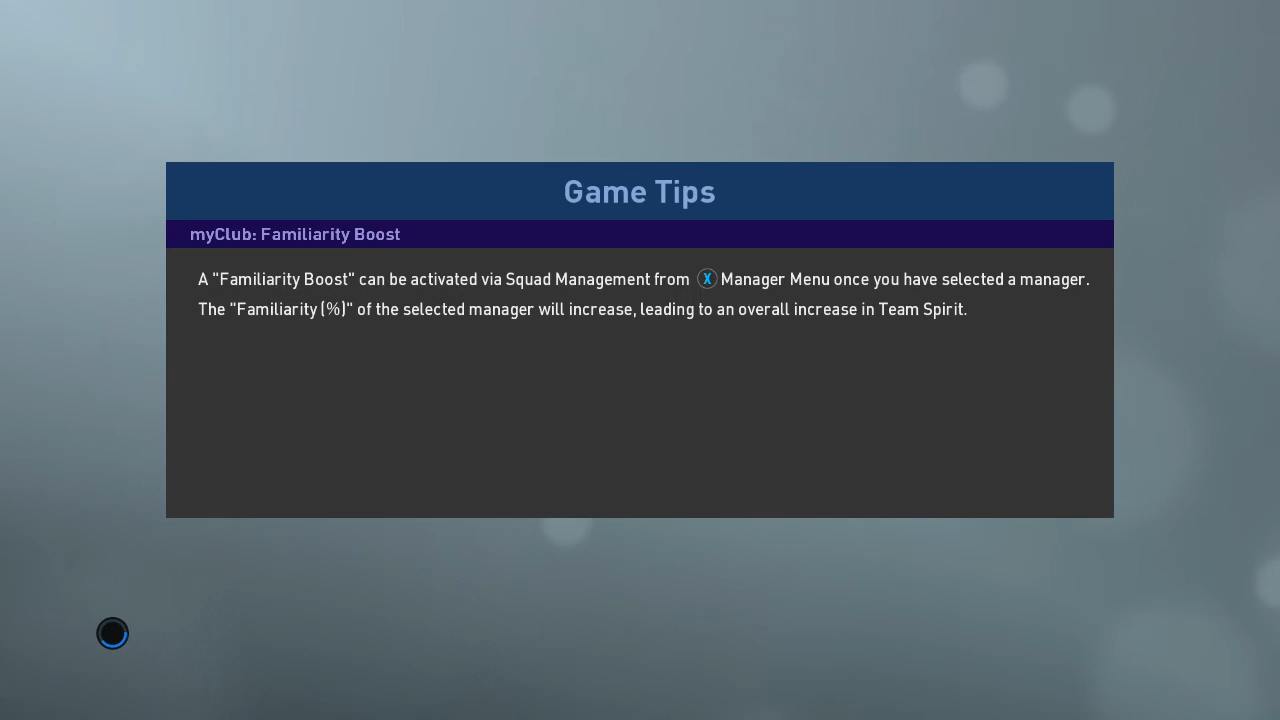 Game Tips
myClub: Familiarity Boost
A "Familiarity Boost" can be activated via Squad Management from X Manager Menu once you have selected a manager.
The "Familiarity (%)" of the selected manager will increase, leading to an overall increase in Team Spirit.